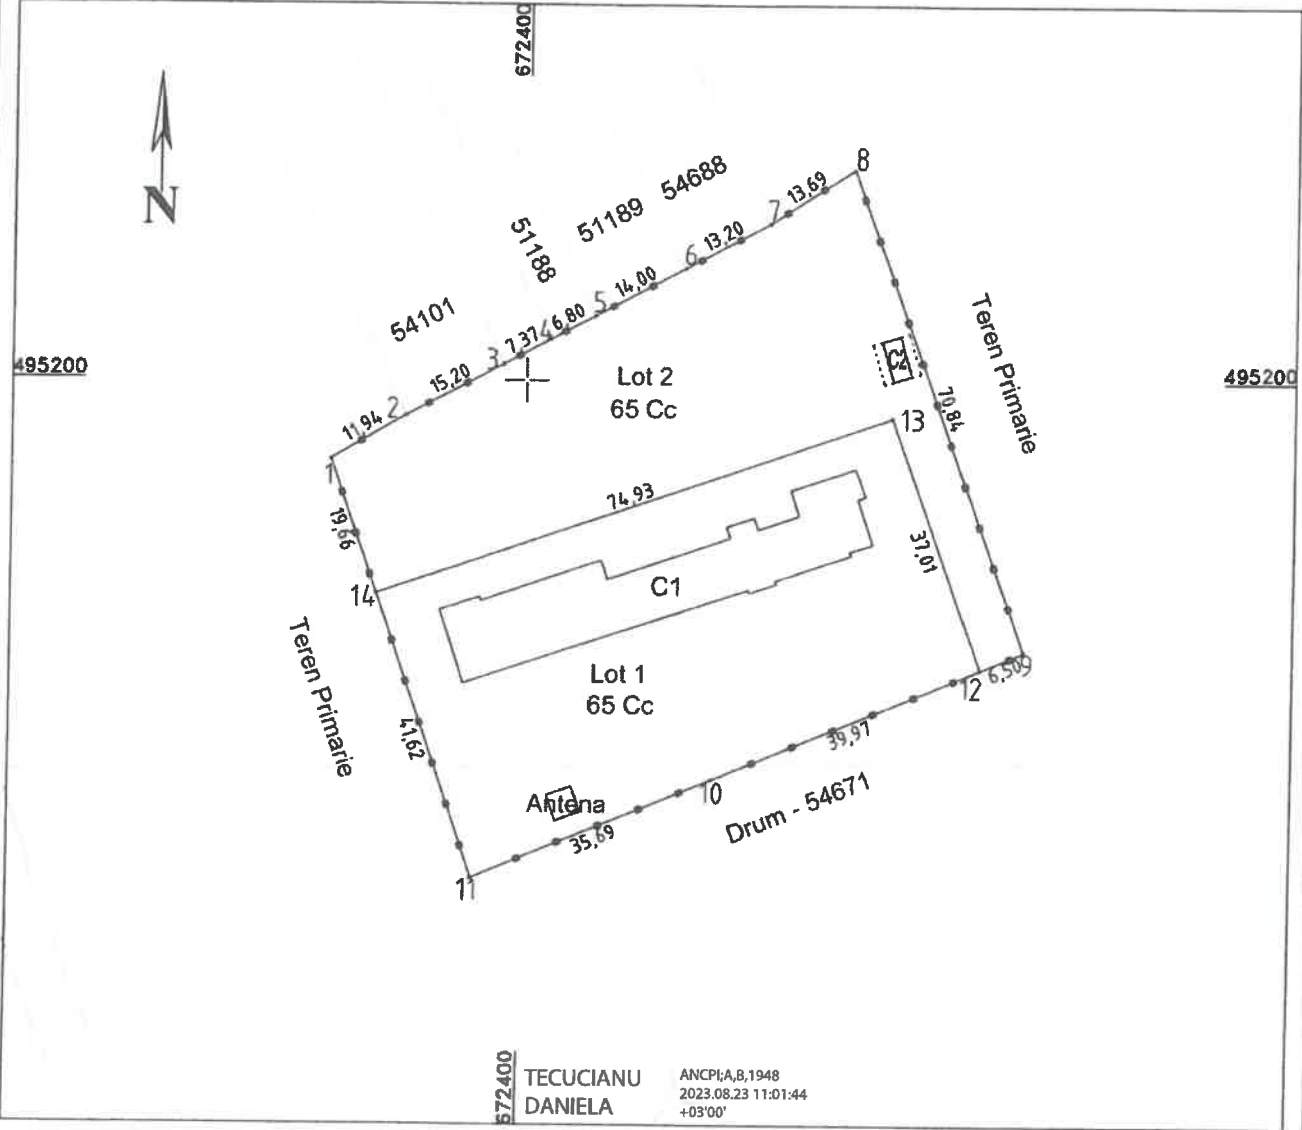 672400
N
8
13,69
54688
7
51189
13,20
51188
6
14,00
5
54101
6,80
4
7,37
3
Teren Primarie
495200
495200
15,20
Lot 2
C2
65 Cc
2
70,84
11,94
13
1
74,93
19,66
37,01
C1
14
Teren Primarie
Lot 1
65 Cc
9
6,50
12
41,62
39,97
10
Antena
Drum - 54671
35,69
11
672400
TECUCIANU
DANIELA
ANCPI;A,B,1948
2023.08.23 11:01:44
+03'00'